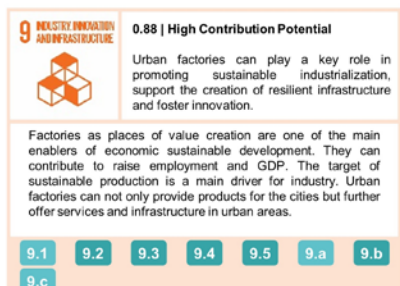 9 INDUSTRY, INNOVATION
AND INFRASTRUCTURE
0.88 | High Contribution Potential
Urban factories can play a key role in
promoting sustainable industrialization,
support the creation of resilient infrastructure
and foster innovation.
Factories as places of value creation are one of the main
enablers of economic sustainable development. They can
contribute to raise employment and GDP. The target of
sustainable production is a main driver for industry. Urban
factories can not only provide products for the cities but further
offer services and infrastructure in urban areas.
9.1 9.2 9.3 9.4 9.5 9.a 9.b
9.c